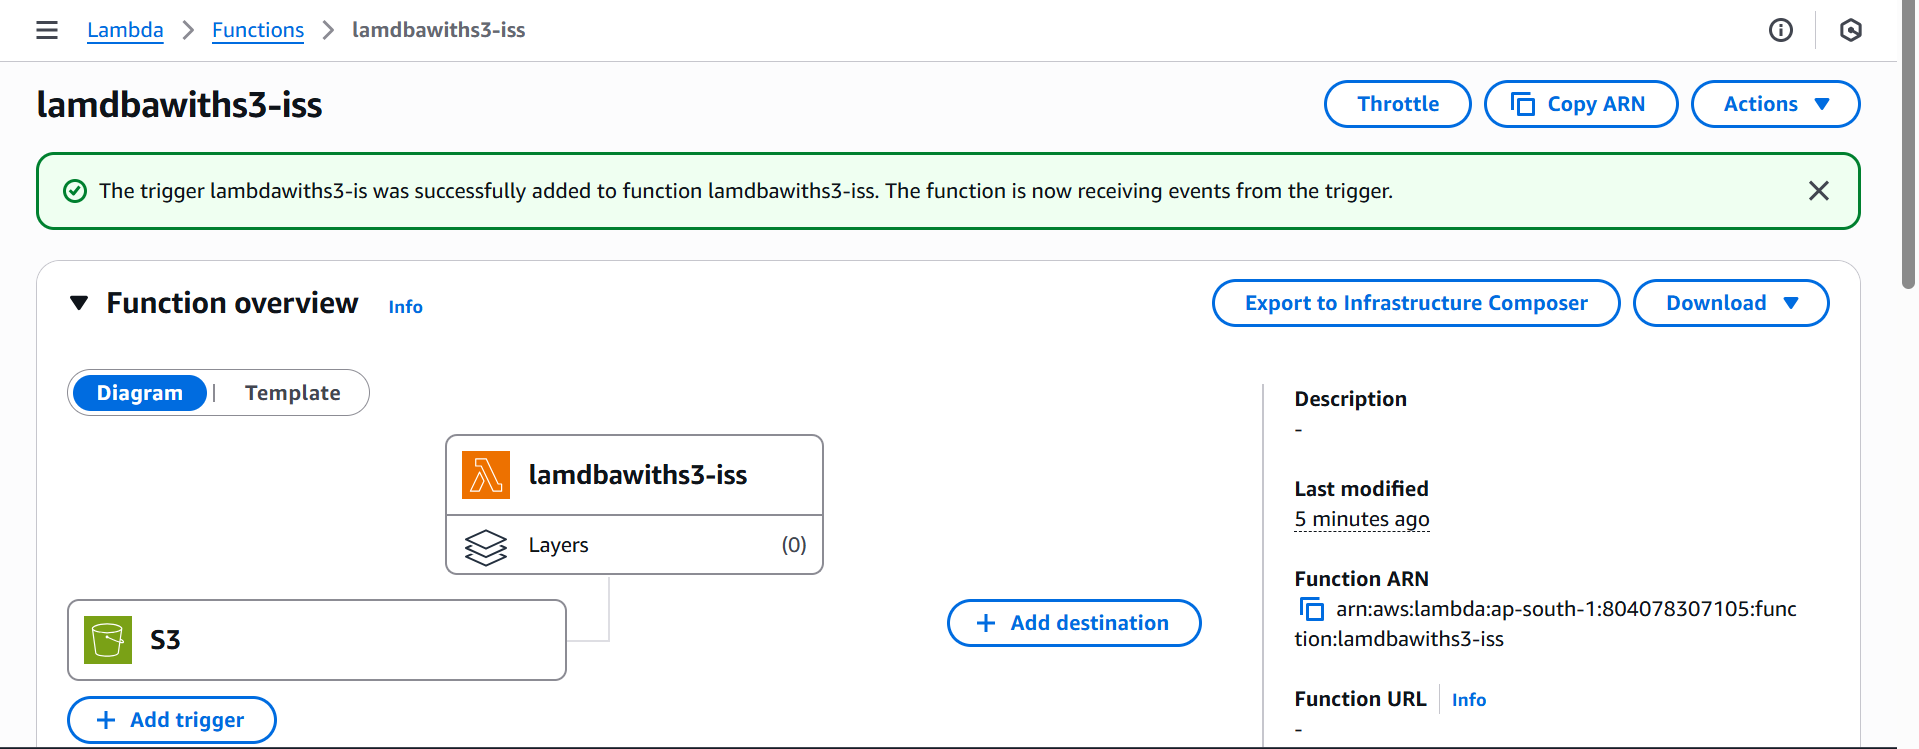 Lambda > Functions > lamdbawiths3-iss
lamdbawiths3-iss
Throttle
Copy ARN
Actions
The trigger lambdawiths3-is was successfully added to function lamdbawiths3-iss. The function is now receiving events from the trigger.
Function overview Info
Export to Infrastructure Composer
Download
Diagram | Template
lamdbawiths3-iss
Layers (0)
S3
+ Add trigger
+ Add destination
Description
-
Last modified
5 minutes ago
Function ARN
arn:aws:lambda:ap-south-1:804078307105:func
tion:lamdbawiths3-iss
Function URL Info
-